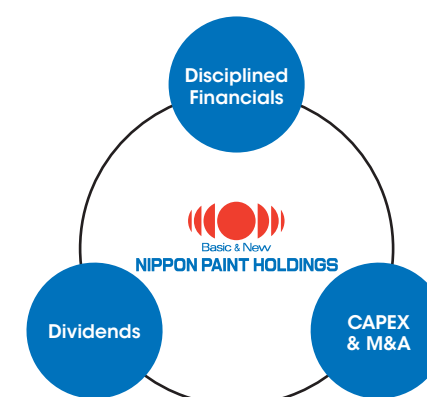 Disciplined
Financials
Basic & New
NIPPON PAINT HOLDINGS
Dividends
CAPEX
& M&A